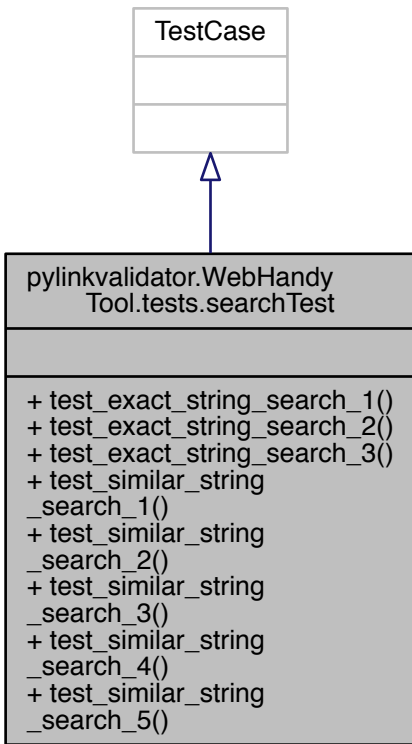 TestCase
pylinkvalidator.WebHandy
Tool.tests.searchTest
+ test_exact_string_search_1()
+ test_exact_string_search_2()
+ test_exact_string_search_3()
+ test_similar_string
_search_1()
+ test_similar_string
_search_2()
+ test_similar_string
_search_3()
+ test_similar_string
_search_4()
+ test_similar_string
_search_5()